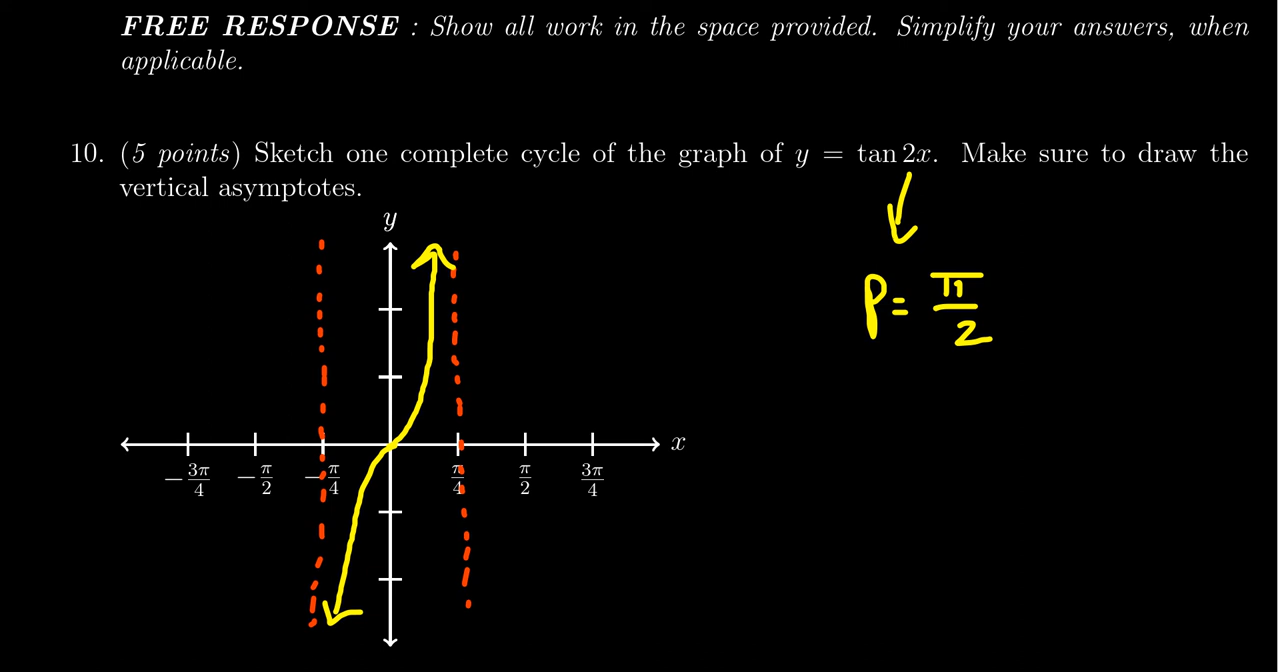 FREE RESPONSE : Show all work in the space provided. Simplify your answers, when
applicable.
10. (5 points) Sketch one complete cycle of the graph of y = tan 2x. Make sure to draw the
vertical asymptotes.
y
x
−3π/4 −π/2 −π/4 π/4 π/2 3π/4
P = π/2